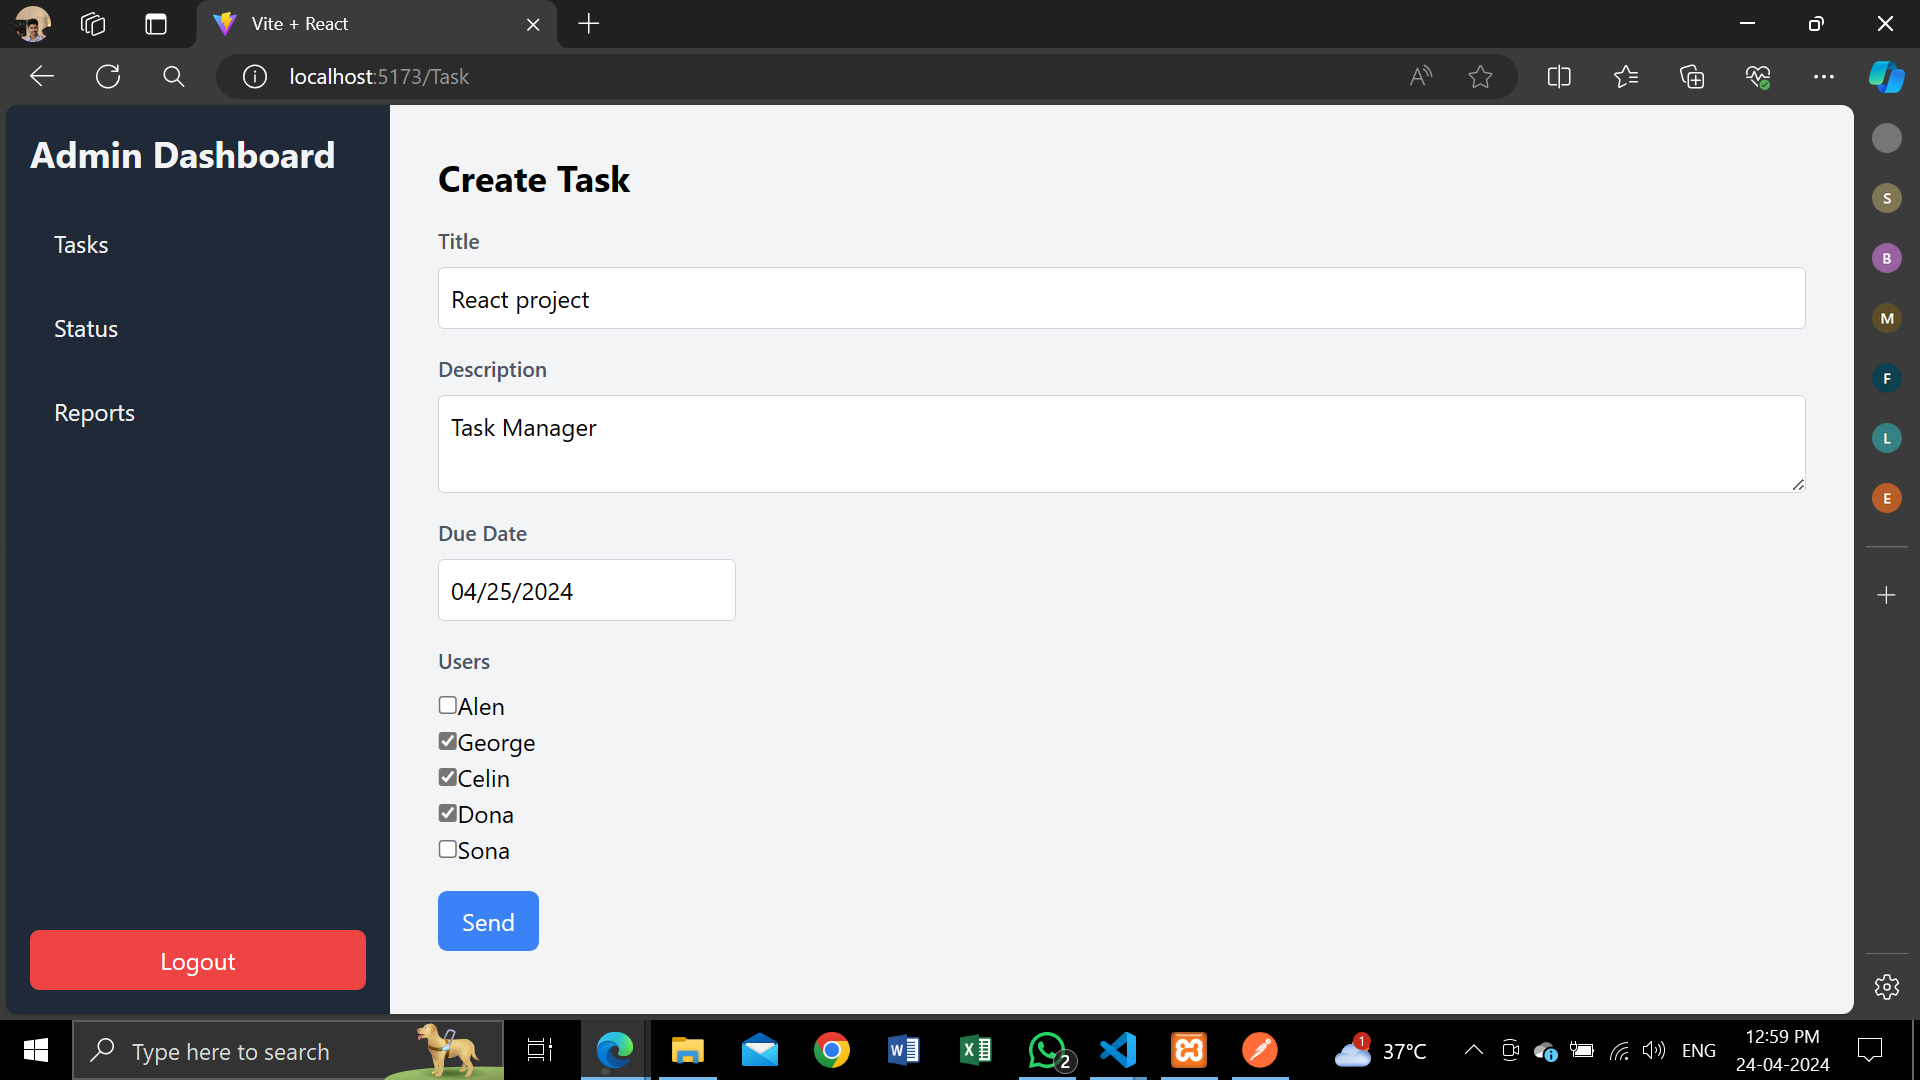 Vite + React
localhost:5173/Task
Admin Dashboard
Tasks
Status
Reports
Logout
Create Task
Title
React project
Description
Task Manager
Due Date
04/25/2024
Users
Alen
George
Celin
Dona
Sona
Send
S
B
M
F
L
E
Type here to search
2
1
37°C
ENG
12:59 PM
24-04-2024